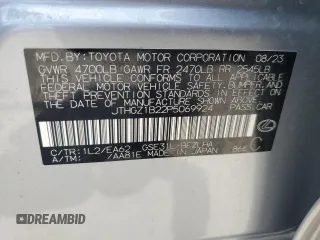 MFD. BY: TOYOTA MOTOR CORPORATION 08/23
GVWR 4700LB GAWR FR 2470LB RR 2545LB
THIS VEHICLE CONFORMS TO ALL APPLICABLE
FEDERAL MOTOR VEHICLE SAFETY, BUMPER, AND
THEFT PREVENTION STANDARDS IN EFFECT ON
THE DATE OF MANUFACTURE SHOWN ABOVE.
JTHGZ1B22P5069924 PASS. CAR
C/TR: 1L2/EA62 GSE31L-BEZLHA
A/TM: /AA81E MADE IN JAPAN
C
AUTOBIDMASTER